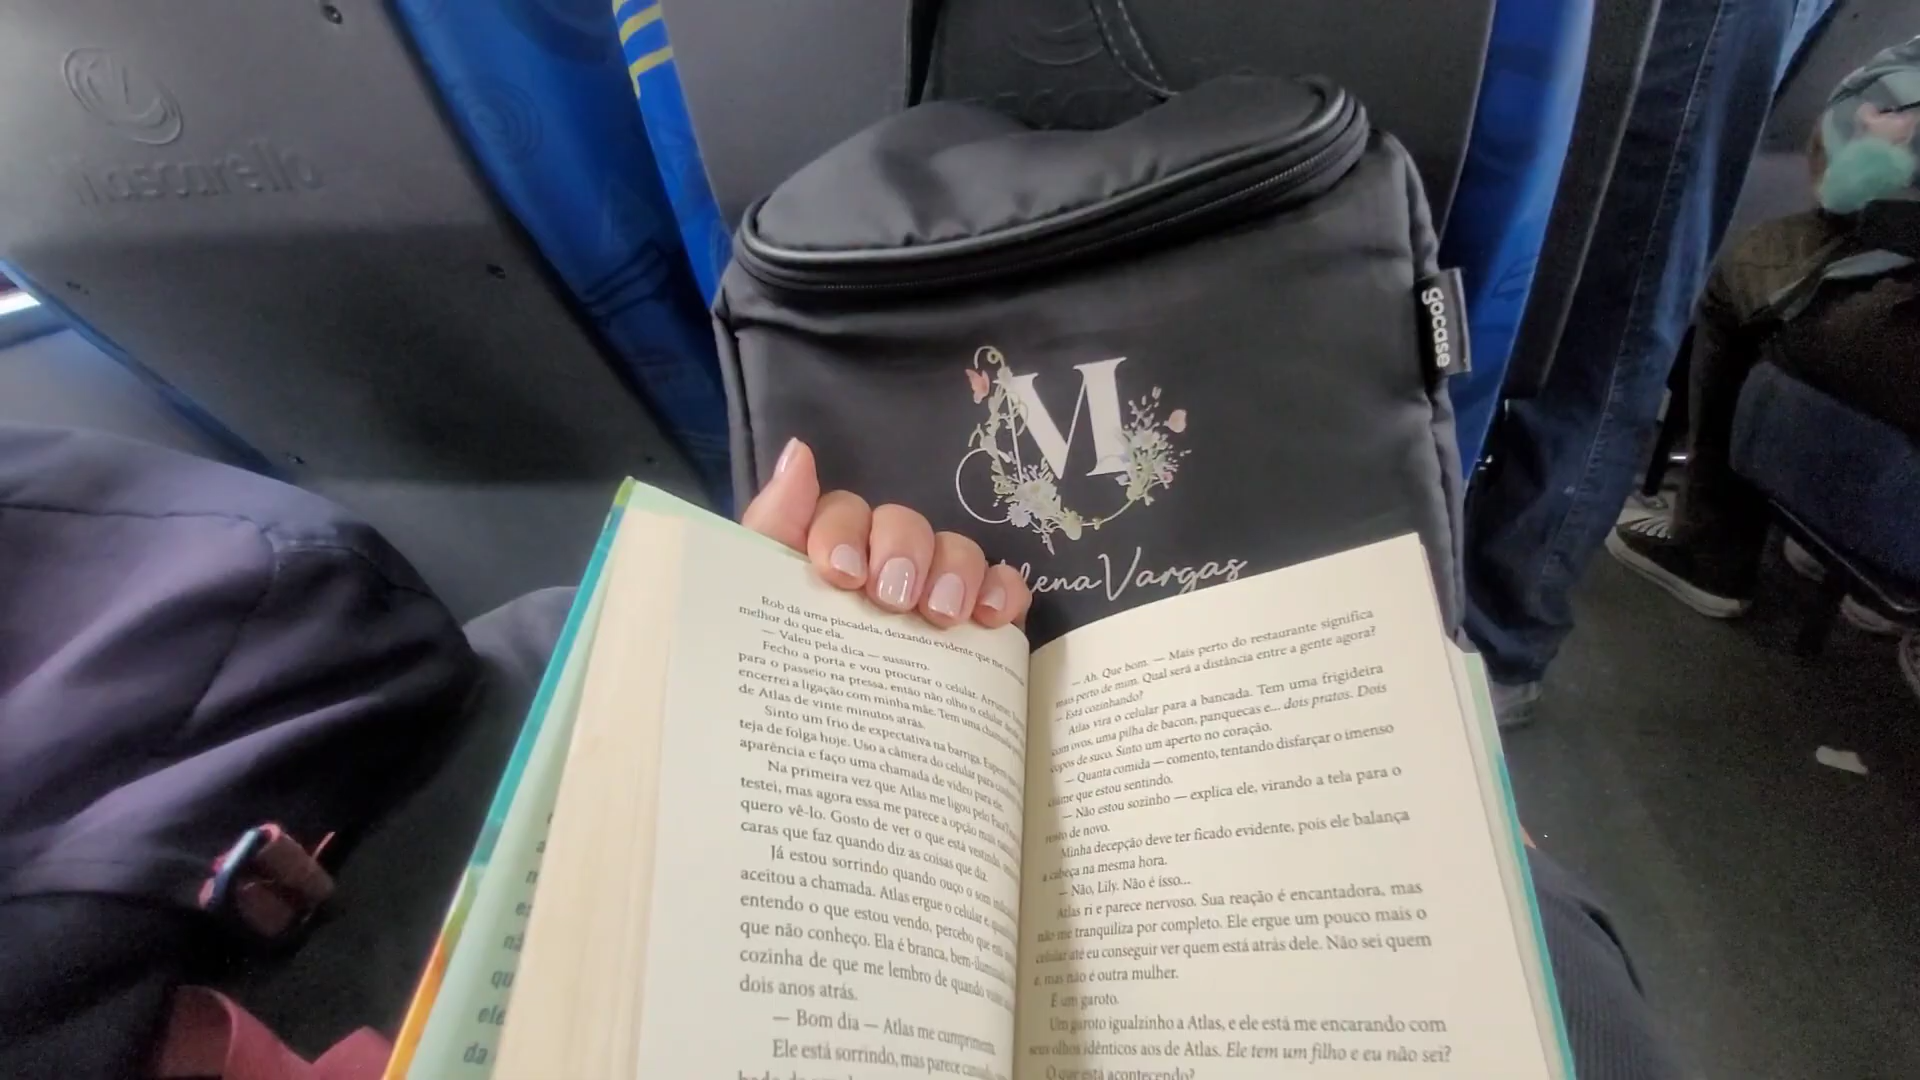 Mascarello
gocase
M
lena Vargas
Rob dá uma piscadela, deixando evidente que me
melhor do que ela.
— Valeu pela dica — sussurro.
Fecho a porta e vou procurar o celular.
para o passeio na pressa, então não olho o celular desde
encerrei a ligação com minha mãe. Tem uma chamada
de Atlas de vinte minutos atrás.
Sinto um frio de expectativa na barriga.
teja de folga hoje. Uso a câmera do celular para
aparência e faço uma chamada de vídeo para ele.
Na primeira vez que Atlas me ligou pelo
testei, mas agora essa me parece a opção mais
quero vê-lo. Gosto de ver o que está vestindo,
caras que faz quando diz as coisas que diz.
Já estou sorrindo quando ouço o som
aceitou a chamada. Atlas ergue o celular e,
entendo o que estou vendo, percebo que
que não conheço. Ela é branca, bem-iluminada
cozinha de que me lembro de quando
dois anos atrás.
— Bom dia — Atlas me cumprimenta.
Ele está sorrindo, mas parece
— Ah. Que bom. — Mais perto do restaurante significa
mais perto de mim. Qual será a distância entre a gente agora?
— Está cozinhando?
Atlas vira o celular para a bancada. Tem uma frigideira
com ovos, uma pilha de bacon, panquecas e... dois pratos. Dois
copos de suco. Sinto um aperto no coração.
— Quanta comida — comento, tentando disfarçar o imenso
ciúme que estou sentindo.
— Não estou sozinho — explica ele, virando a tela para o
rosto de novo.
Minha decepção deve ter ficado evidente, pois ele balança
a cabeça na mesma hora.
— Não, Lily. Não é isso...
Atlas ri e parece nervoso. Sua reação é encantadora, mas
não me tranquiliza por completo. Ele ergue um pouco mais o
celular até eu conseguir ver quem está atrás dele. Não sei quem
é, mas não é outra mulher.
É um garoto.
Um garoto igualzinho a Atlas, e ele está me encarando com
seus olhos idênticos aos de Atlas. Ele tem um filho e eu não sei?
O que está acontecendo?